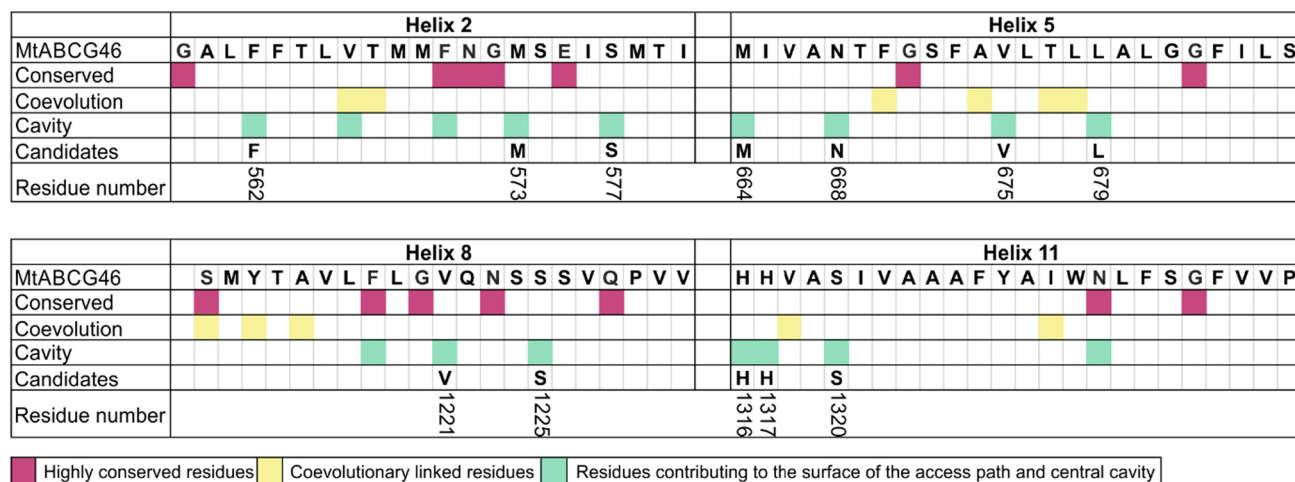 Helix 2 Helix 5
MtABCG46 G A L F F T L V T M M F N G M S E I S M T I M I V A N T F G S F A V L T L L A L G G F I L S
Conserved
Coevolution
Cavity
Candidates F M S M N V L
Residue number 562 573 577 664 668 675 679
Helix 8 Helix 11
MtABCG46 S M Y T A V L F L G V Q N S S S V Q P V V H H V A S I V A A A F Y A I W N L F S G F V V P
Conserved
Coevolution
Cavity
Candidates V S H H S
Residue number 1221 1225 1316 1317 1320
Highly conserved residues Coevolutionary linked residues Residues contributing to the surface of the access path and central cavity